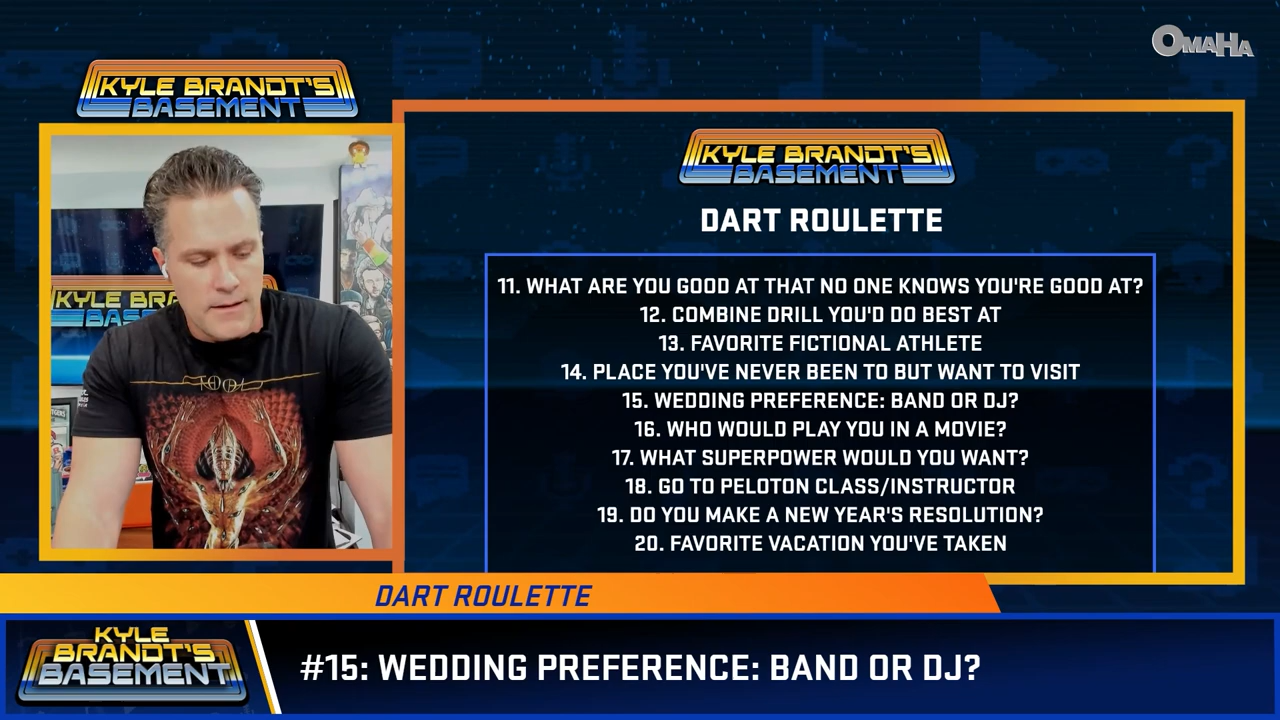 OMAHA
KYLE BRANDT'S
BASEMENT
KYLE BRANDT'S
BASEMENT
DART ROULETTE
11. WHAT ARE YOU GOOD AT THAT NO ONE KNOWS YOU'RE GOOD AT?
12. COMBINE DRILL YOU'D DO BEST AT
13. FAVORITE FICTIONAL ATHLETE
14. PLACE YOU'VE NEVER BEEN TO BUT WANT TO VISIT
15. WEDDING PREFERENCE: BAND OR DJ?
16. WHO WOULD PLAY YOU IN A MOVIE?
17. WHAT SUPERPOWER WOULD YOU WANT?
18. GO TO PELOTON CLASS/INSTRUCTOR
19. DO YOU MAKE A NEW YEAR'S RESOLUTION?
20. FAVORITE VACATION YOU'VE TAKEN
KYLE BRA
BAS
TOOL
DART ROULETTE
KYLE
BRANDT'S
BASEMENT
#15: WEDDING PREFERENCE: BAND OR DJ?